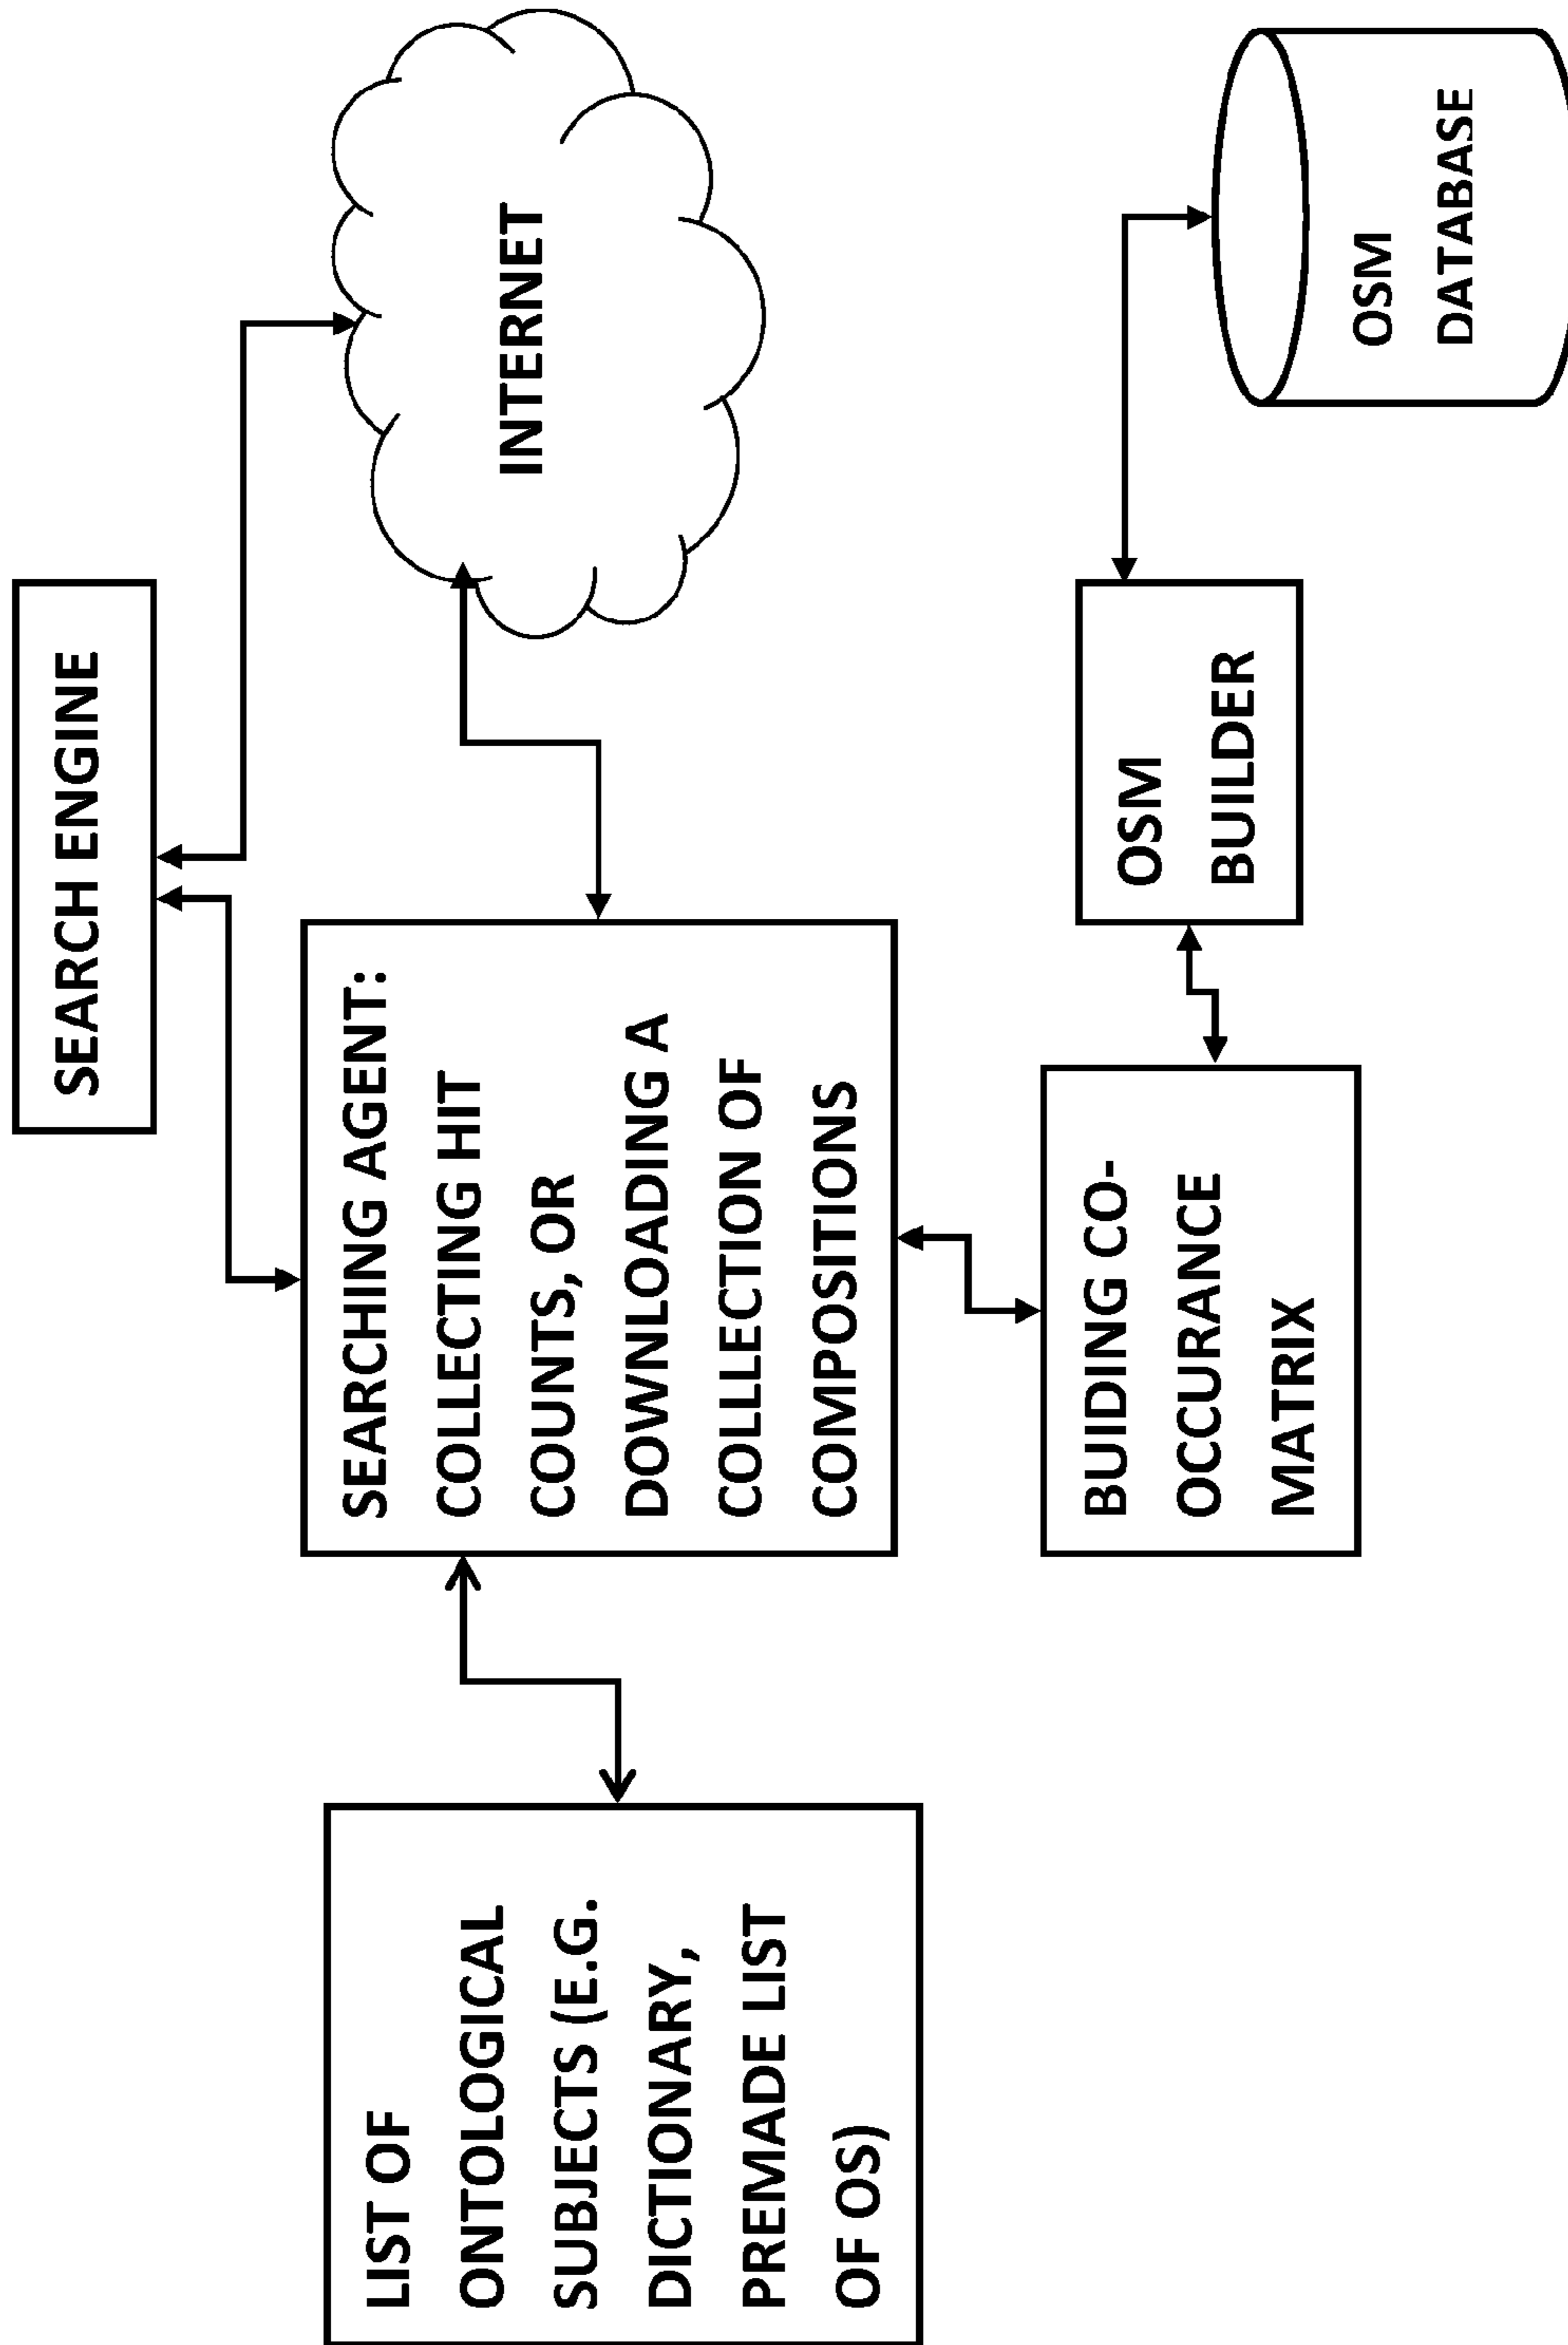 SEARCH ENGINE
LIST OF
ONTOLOGICAL
SUBJECTS (E.G.
DICTIONARY,
PREMADE LIST
OF OS)
SEARCHING AGENT:
COLLECTING HIT
COUNTS, OR
DOWNLOADING A
COLLLECTION OF
COMPOSITIONS
INTERNET
BUIDING CO-
OCCURANCE
MATRIX
OSM
BUILDER
OSM
DATABASE